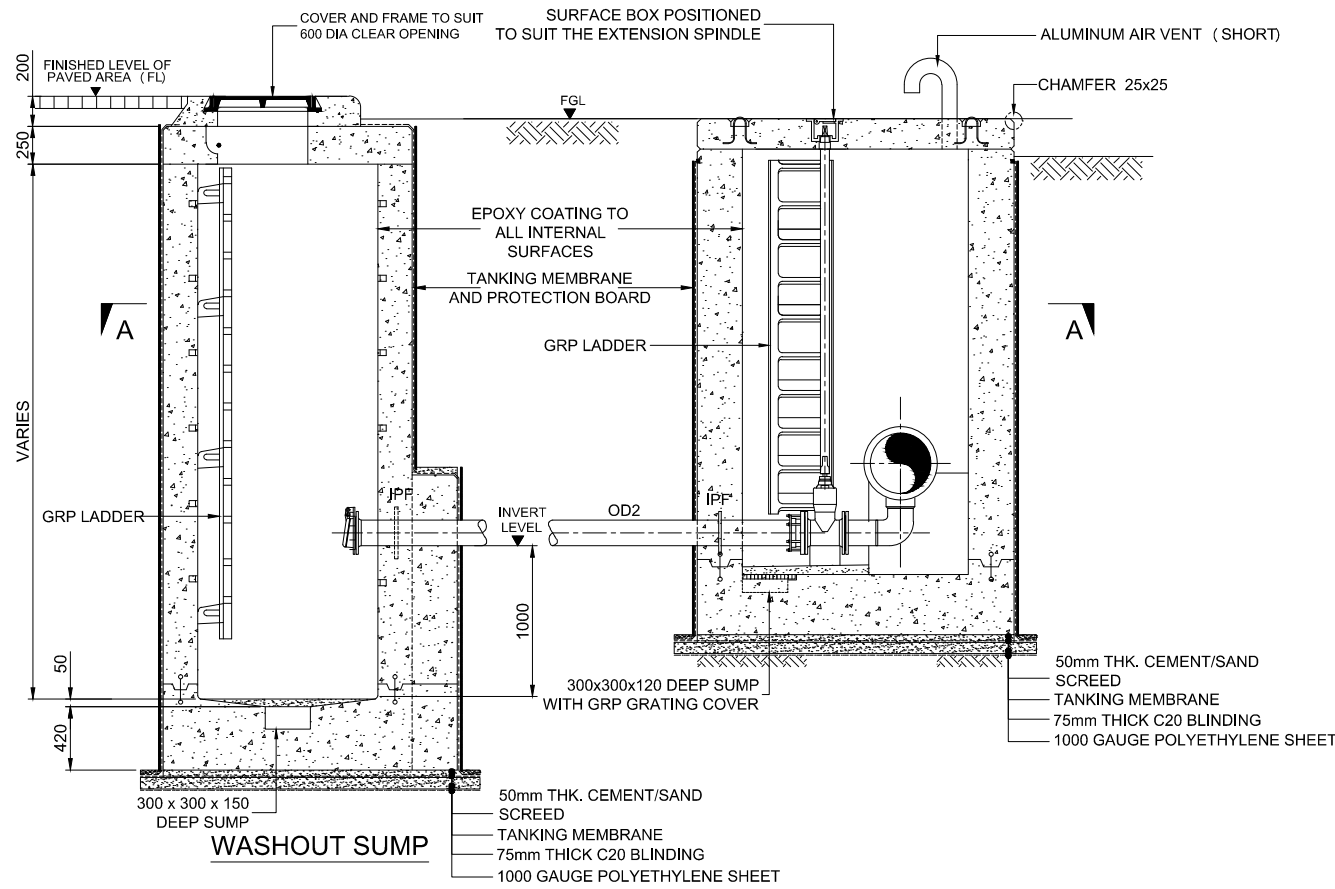 COVER AND FRAME TO SUIT
600 DIA CLEAR OPENING
SURFACE BOX POSITIONED
TO SUIT THE EXTENSION SPINDLE
ALUMINUM AIR VENT (SHORT)
CHAMFER 25x25
200
FINISHED LEVEL OF
PAVED AREA (FL)
FGL
250
EPOXY COATING TO
ALL INTERNAL
SURFACES
TANKING MEMBRANE
AND PROTECTION BOARD
A
A
GRP LADDER
VARIES
GRP LADDER
IPF
INVERT
LEVEL
OD2
IPF
1000
50
420
300x300x120 DEEP SUMP
WITH GRP GRATING COVER
50mm THK. CEMENT/SAND
SCREED
TANKING MEMBRANE
75mm THICK C20 BLINDING
1000 GAUGE POLYETHYLENE SHEET
300 x 300 x 150
DEEP SUMP
WASHOUT SUMP
50mm THK. CEMENT/SAND
SCREED
TANKING MEMBRANE
75mm THICK C20 BLINDING
1000 GAUGE POLYETHYLENE SHEET